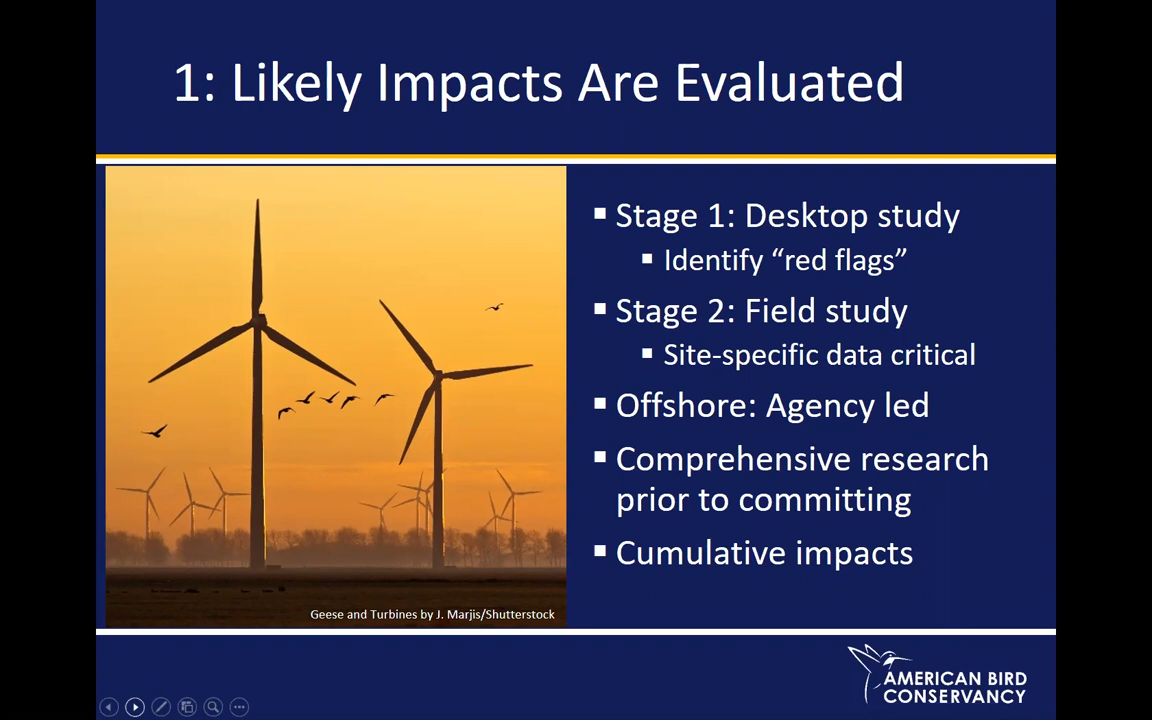 1: Likely Impacts Are Evaluated
Stage 1: Desktop study
Identify “red flags”
Stage 2: Field study
Site-specific data critical
Offshore: Agency led
Comprehensive research
prior to committing
Cumulative impacts
Geese and Turbines by J. Marjis/Shutterstock
AMERICAN BIRD
CONSERVANCY